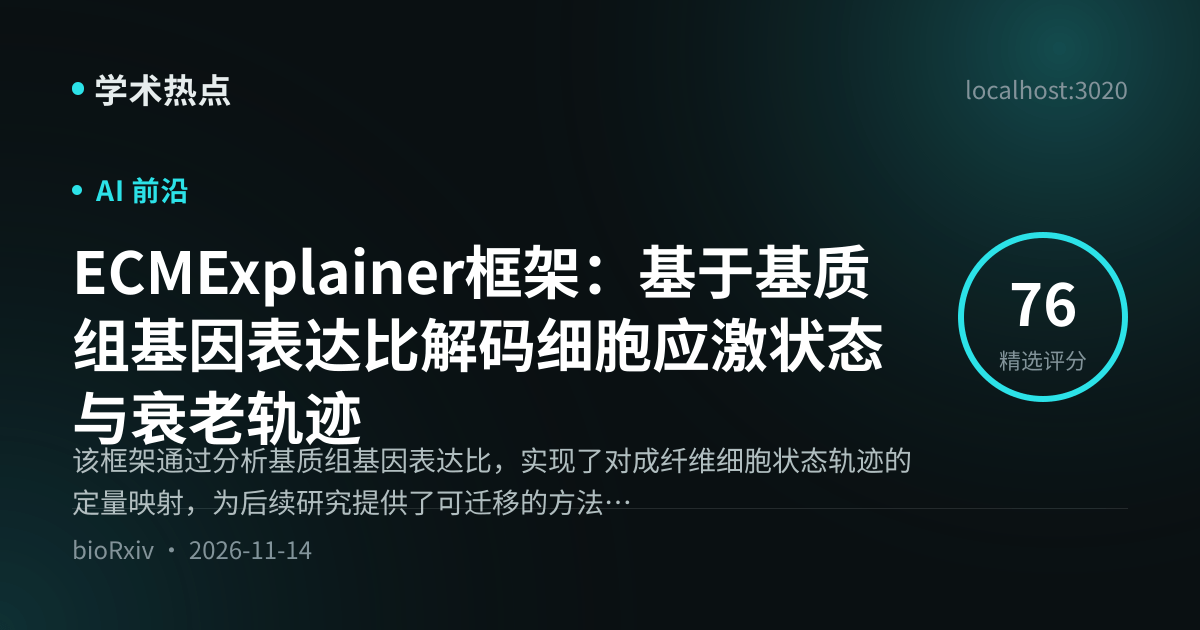 学术热点
localhost:3020
AI 前沿
ECMExplainer框架：基于基质
组基因表达比解码细胞应激状态
与衰老轨迹
76
精选评分
该框架通过分析基质组基因表达比，实现了对成纤维细胞状态轨迹的
定量映射，为后续研究提供了可迁移的方法…
bioRxiv · 2026-11-14